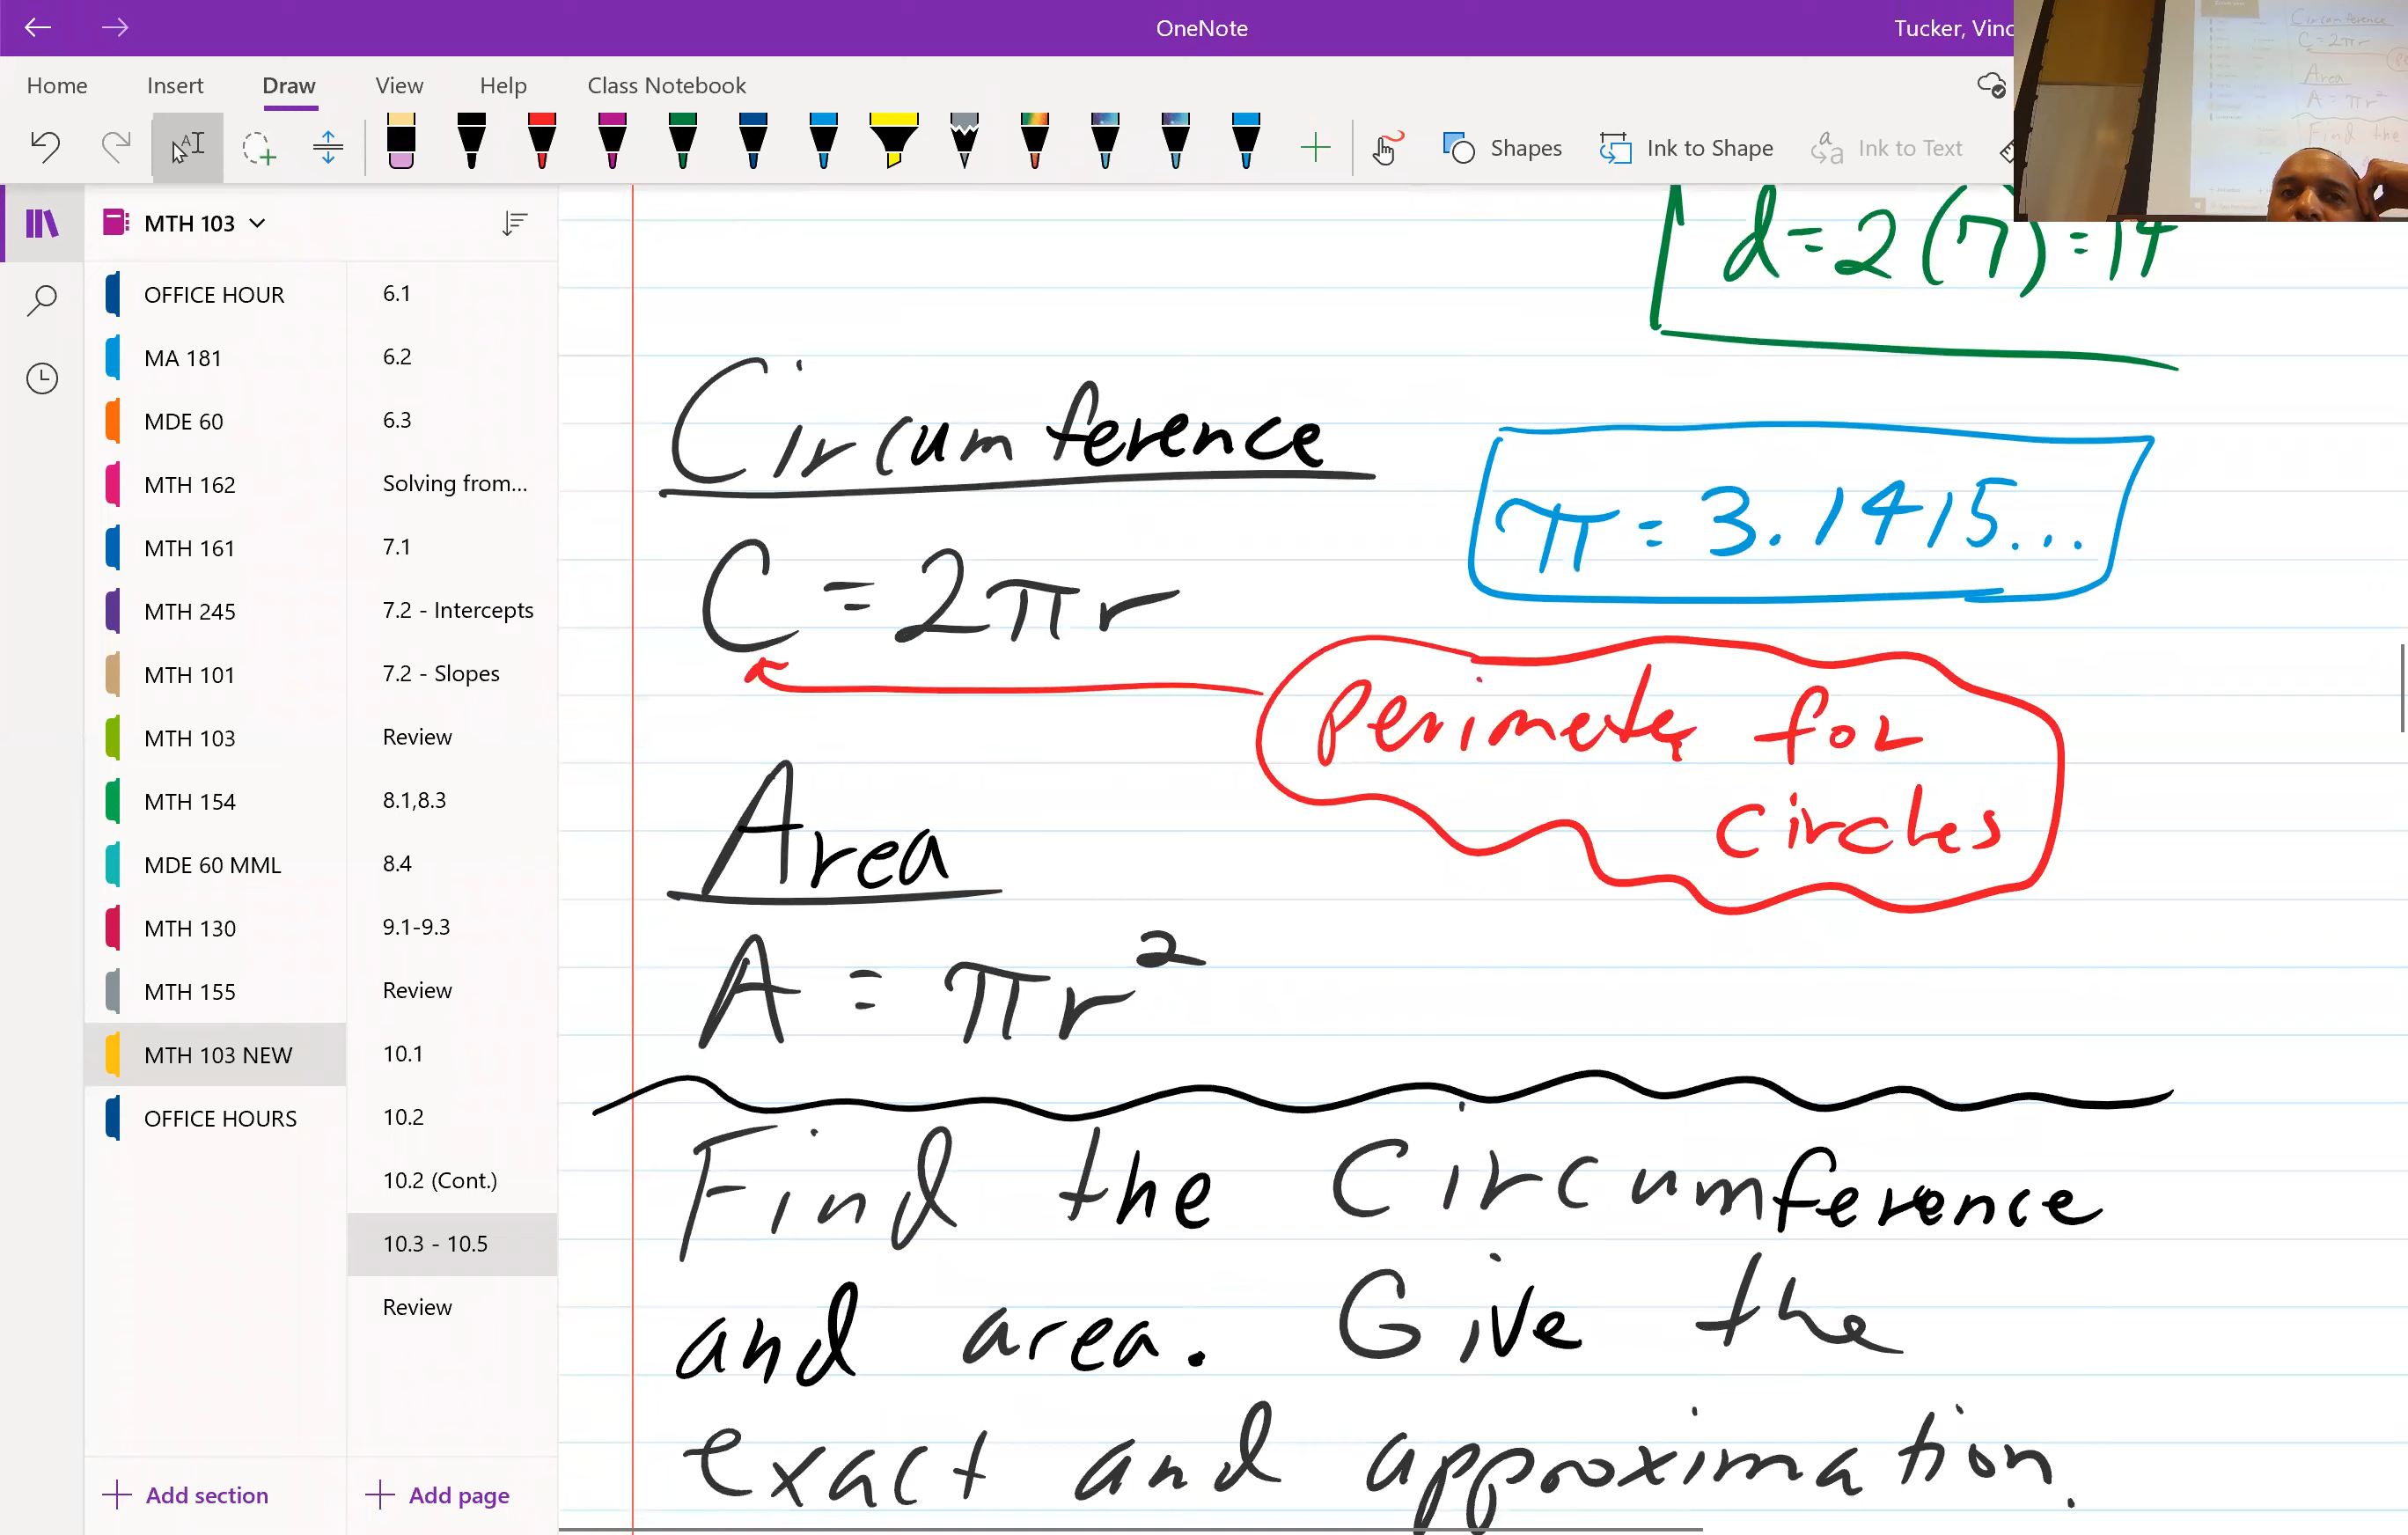 OneNote
Tucker, Vinc
Home Insert Draw View Help Class Notebook
Shapes Ink to Shape Ink to Text
MTH 103
OFFICE HOUR
MA 181
MDE 60
MTH 162
MTH 161
MTH 245
MTH 101
MTH 103
MTH 154
MDE 60 MML
MTH 130
MTH 155
MTH 103 NEW
OFFICE HOURS
Add section
6.1
6.2
6.3
Solving from...
7.1
7.2 - Intercepts
7.2 - Slopes
Review
8.1,8.3
8.4
9.1-9.3
Review
10.1
10.2
10.2 (Cont.)
10.3 - 10.5
Review
Add page
d = 2(7) = 14
Circumference
π = 3.1415...
C = 2πr
Perimeter for
circles
Area
A = πr²
Find the Circumference
and area. Give the
exact and approximation.
Circumference
C = 2πr
Area
A = πr²
Find the